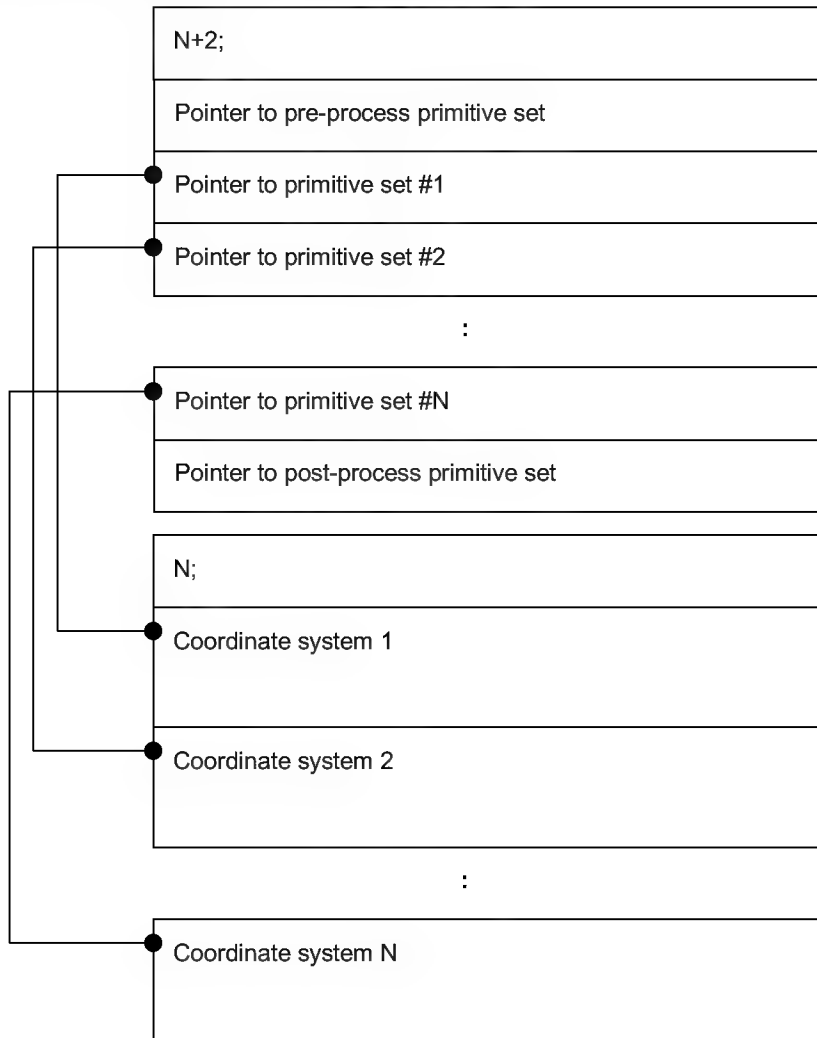 N+2;
Pointer to pre-process primitive set
Pointer to primitive set #1
Pointer to primitive set #2
:
Pointer to primitive set #N
Pointer to post-process primitive set
N;
Coordinate system 1
Coordinate system 2
:
Coordinate system N